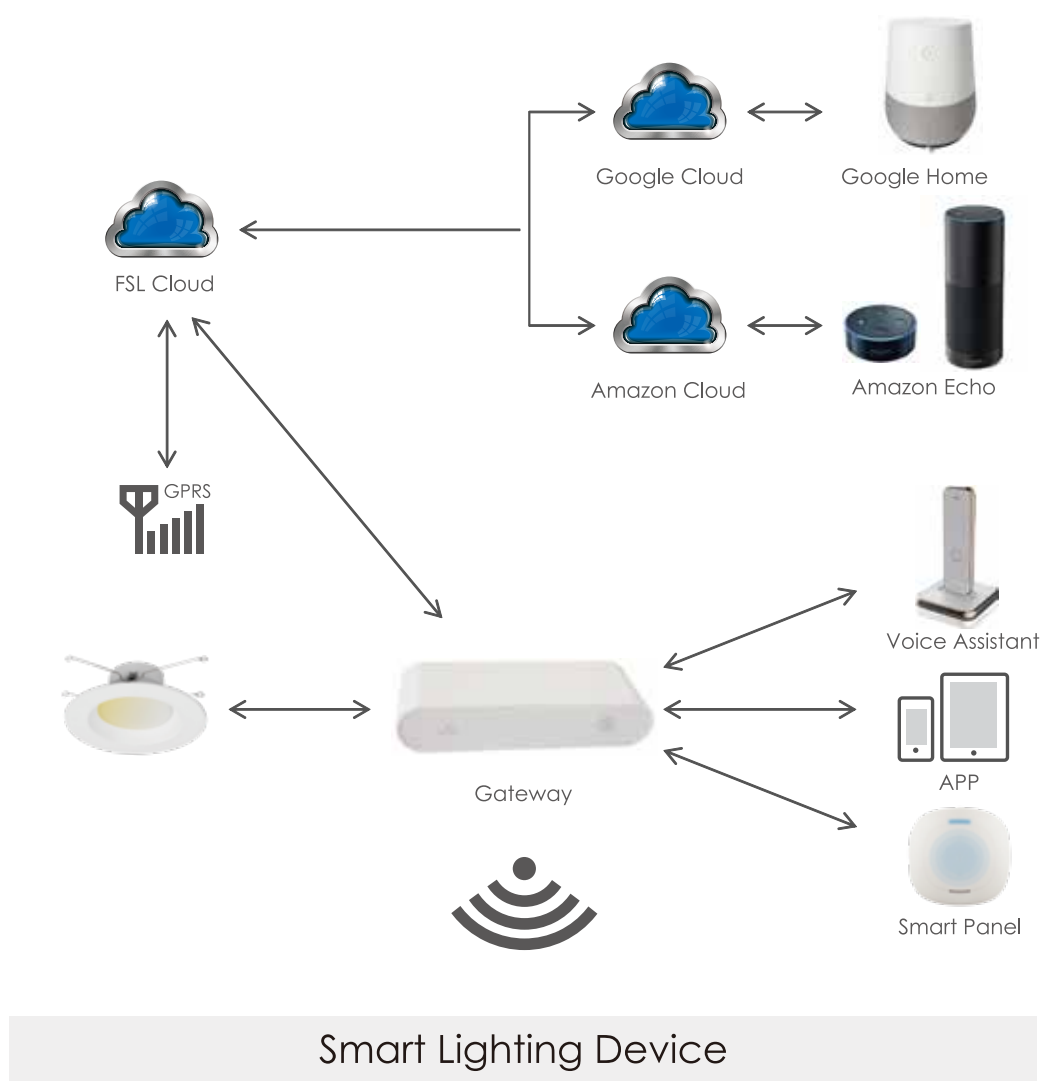 Google Cloud
Google Home
FSL Cloud
Amazon Cloud
Amazon Echo
GPRS
Voice Assistant
APP
Gateway
Smart Panel
Smart Lighting Device